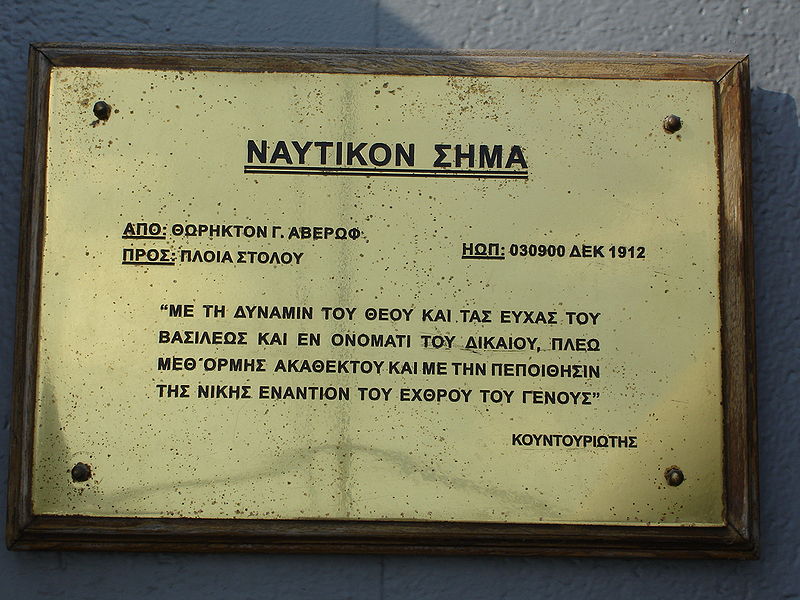 ΝΑΥΤΙΚΟΝ ΣΗΜΑ
ΑΠΟ: ΘΩΡΗΚΤΟΝ Γ. ΑΒΕΡΩΦ
ΠΡΟΣ: ΠΛΟΙΑ ΣΤΟΛΟΥ
ΗΩΠ: 030900 ΔΕΚ 1912
“ΜΕ ΤΗ ΔΥΝΑΜΙΝ ΤΟΥ ΘΕΟΥ ΚΑΙ ΤΑΣ ΕΥΧΑΣ ΤΟΥ
ΒΑΣΙΛΕΩΣ ΚΑΙ ΕΝ ΟΝΟΜΑΤΙ ΤΟΥ ΔΙΚΑΙΟΥ, ΠΛΕΩ
ΜΕΘ΄ΟΡΜΗΣ ΑΚΑΘΕΚΤΟΥ ΚΑΙ ΜΕ ΤΗΝ ΠΕΠΟΙΘΗΣΙΝ
ΤΗΣ ΝΙΚΗΣ ΕΝΑΝΤΙΟΝ ΤΟΥ ΕΧΘΡΟΥ ΤΟΥ ΓΕΝΟΥΣ”
ΚΟΥΝΤΟΥΡΙΩΤΗΣ